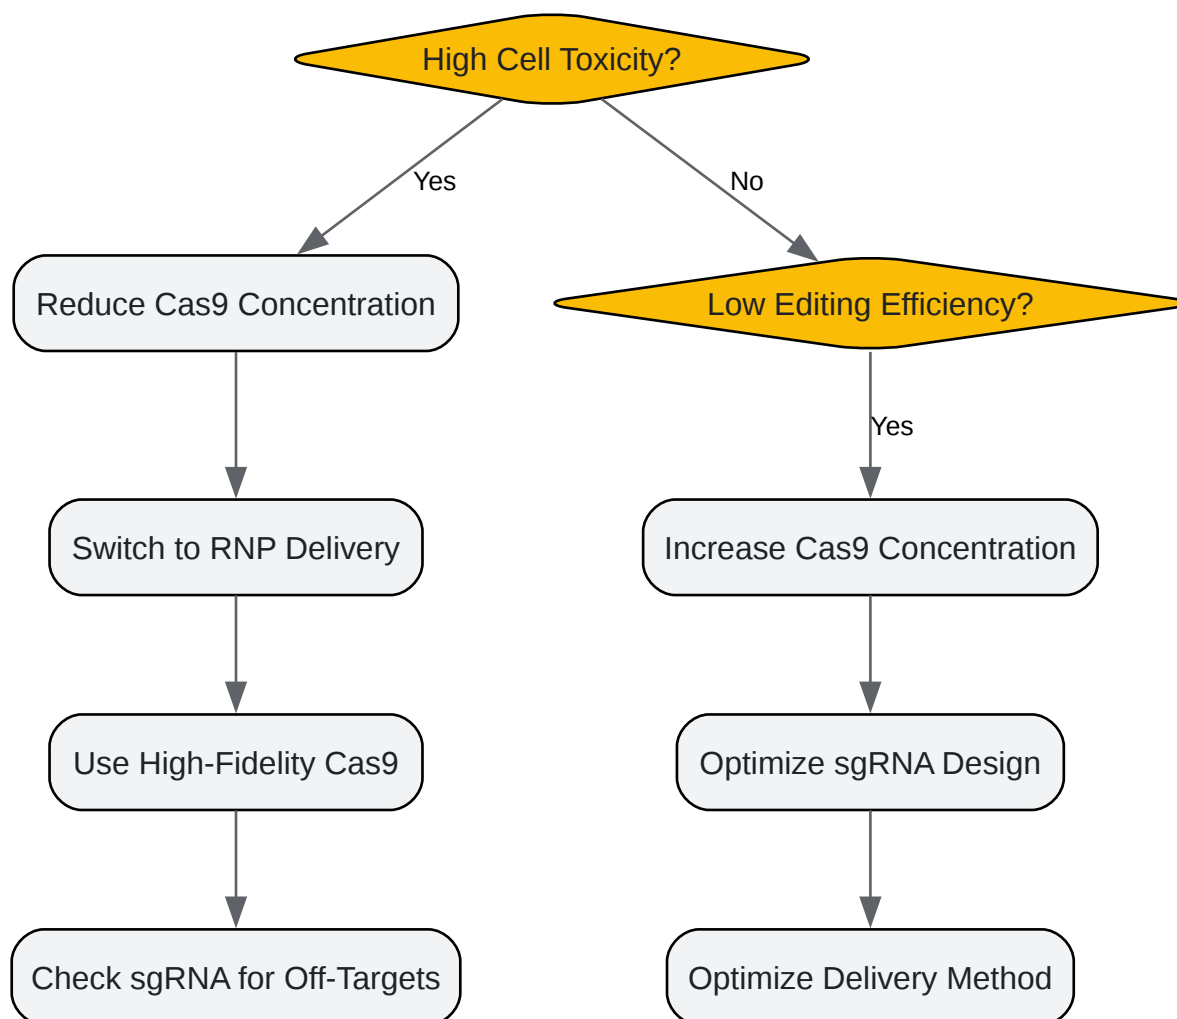 High Cell Toxicity?
Yes
No
Reduce Cas9 Concentration
Low Editing Efficiency?
Yes
Switch to RNP Delivery
Increase Cas9 Concentration
Use High-Fidelity Cas9
Optimize sgRNA Design
Check sgRNA for Off-Targets
Optimize Delivery Method